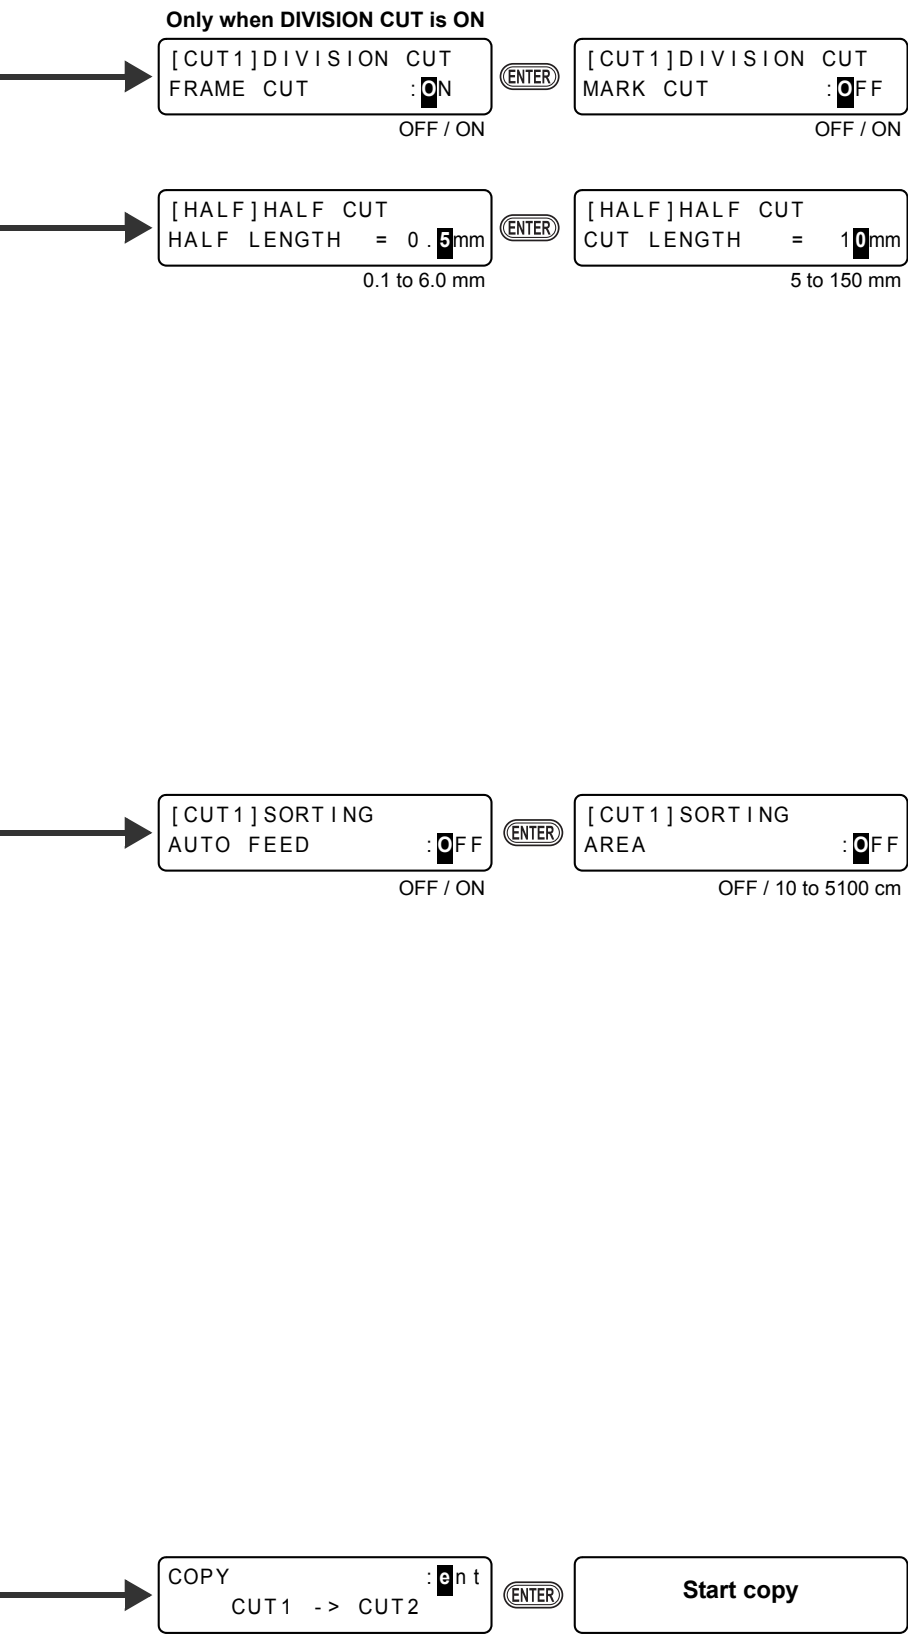 Only when DIVISION CUT is ON
[CUT1]DIVISION CUT
FRAME CUT :ON
ENTER
[CUT1]DIVISION CUT
MARK CUT :OFF
OFF / ON
OFF / ON
[HALF]HALF CUT
HALF LENGTH = 0.5mm
ENTER
[HALF]HALF CUT
CUT LENGTH = 10mm
0.1 to 6.0 mm
5 to 150 mm
[CUT1]SORTING
AUTO FEED :OFF
ENTER
[CUT1]SORTING
AREA :OFF
OFF / ON
OFF / 10 to 5100 cm
COPY :ent
CUT1 -> CUT2
ENTER
Start copy